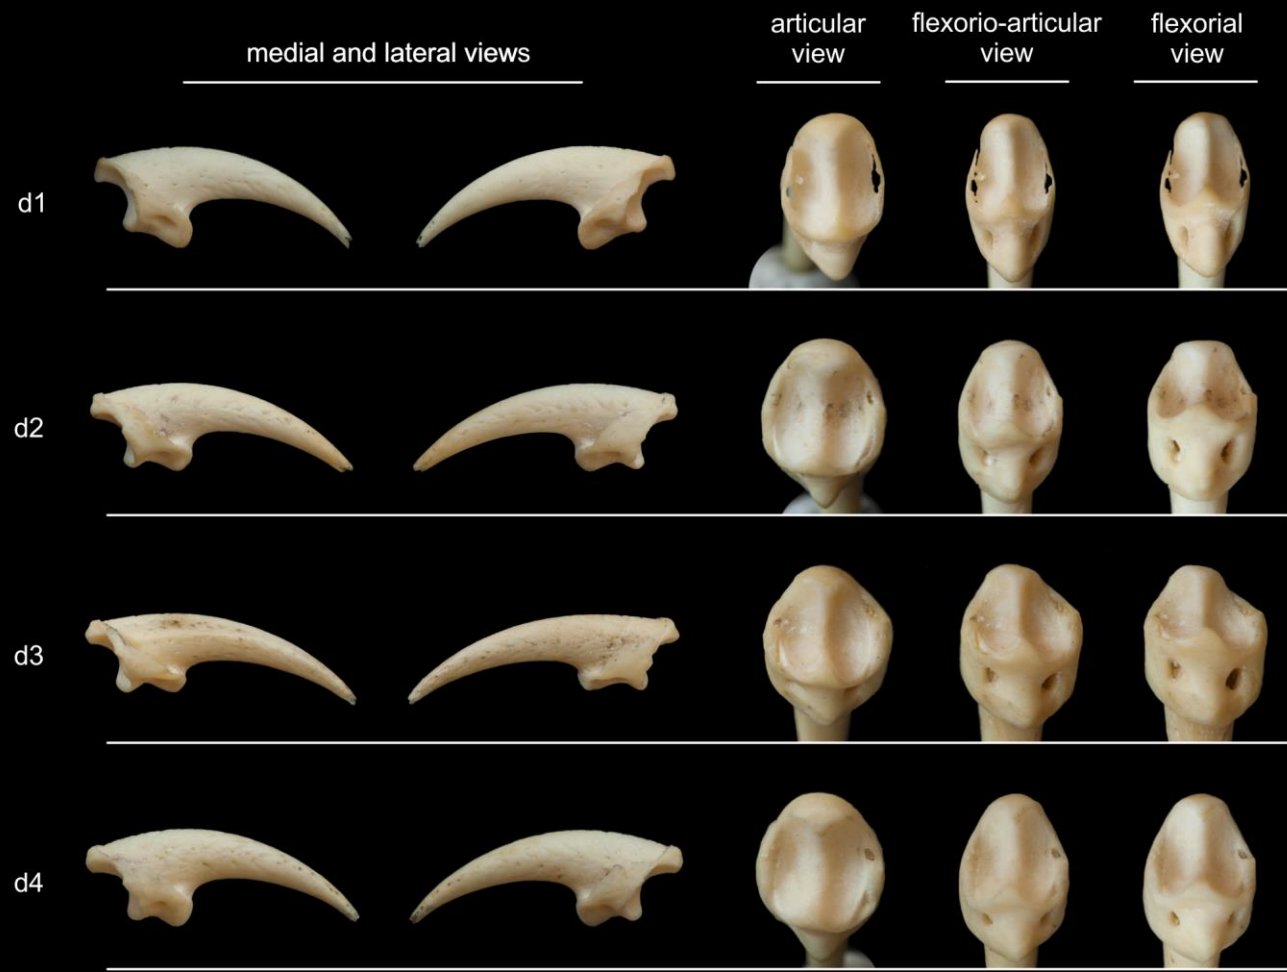 medial and lateral views
articular
view
flexorio-articular
view
flexorial
view
d1
d2
d3
d4